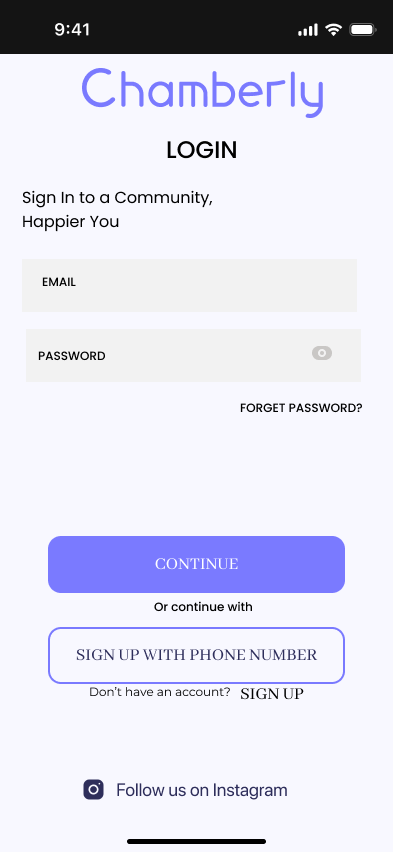 9:41
Chamberly
LOGIN
Sign In to a Community,
Happier You
EMAIL
PASSWORD
FORGET PASSWORD?
CONTINUE
Or continue with
SIGN UP WITH PHONE NUMBER
Don't have an account? SIGN UP
Follow us on Instagram